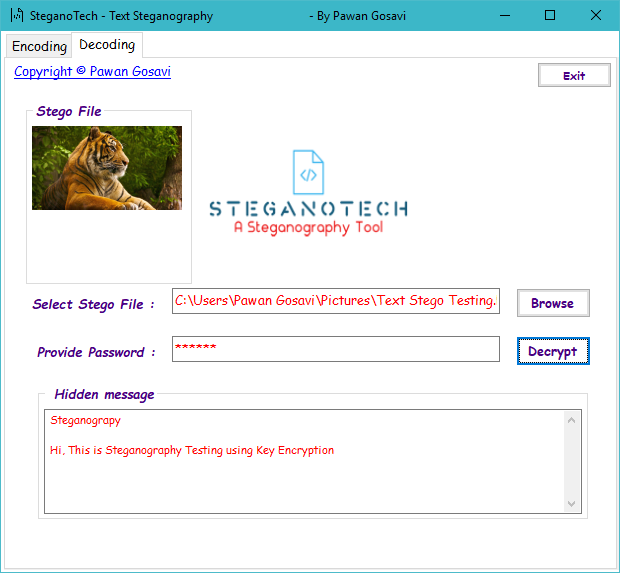 SteganoTech - Text Steganography - By Pawan Gosavi
Encoding Decoding
Copyright © Pawan Gosavi
Exit
Stego File
</>
STEGANOTECH
A Steganography Tool
Select Stego File : C:\Users\Pawan Gosavi\Pictures\Text Stego Testing. Browse
Provide Password : ****** Decrypt
Hidden message
Steganograpy
Hi, This is Steganography Testing using Key Encryption